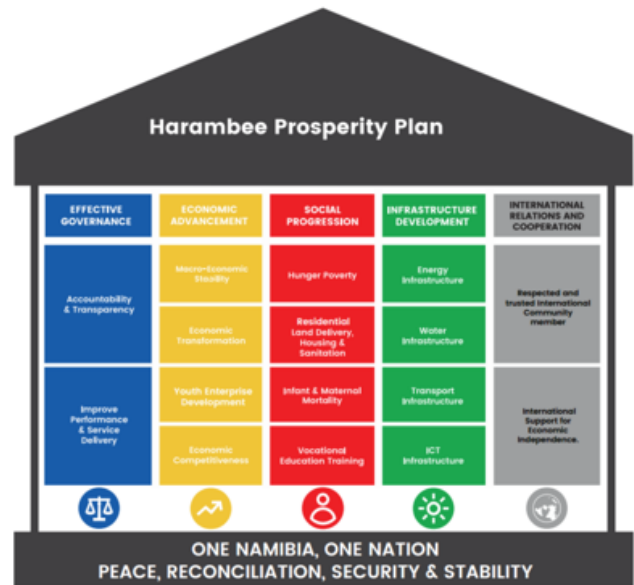 Harambee Prosperity Plan
EFFECTIVE
GOVERNANCE
ECONOMIC
ADVANCEMENT
SOCIAL
PROGRESSION
INFRASTRUCTURE
DEVELOPMENT
INTERNATIONAL
RELATIONS AND
COOPERATION
Accountability
& Transparency
Improve
Performance
& Service
Delivery
Macro-Economic
Economic
Transformation
Youth Enterprise
Development
Economic
Competitiveness
Hunger Poverty
Residential
Land Delivery,
Housing &
Sanitation
Infant & Maternal
Mortality
Vocational
Education Training
Energy
Infrastructure
Water
Infrastructure
Transport
Infrastructure
ICT
Infrastructure
Respected and
trusted International
Community
member
International
Support for
Economic
Independence.
ONE NAMIBIA, ONE NATION
PEACE, RECONCILIATION, SECURITY & STABILITY